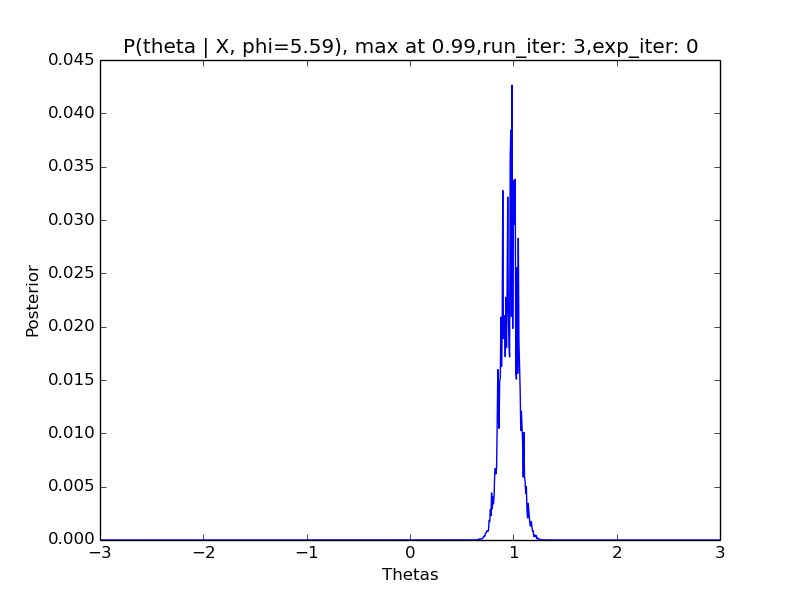 P(theta | X, phi=5.59), max at 0.99,run_iter: 3,exp_iter: 0
0.045
0.040
0.035
0.030
0.025
0.020
0.015
0.010
0.005
0.000
Posterior
−3 −2 −1 0 1 2 3
Thetas